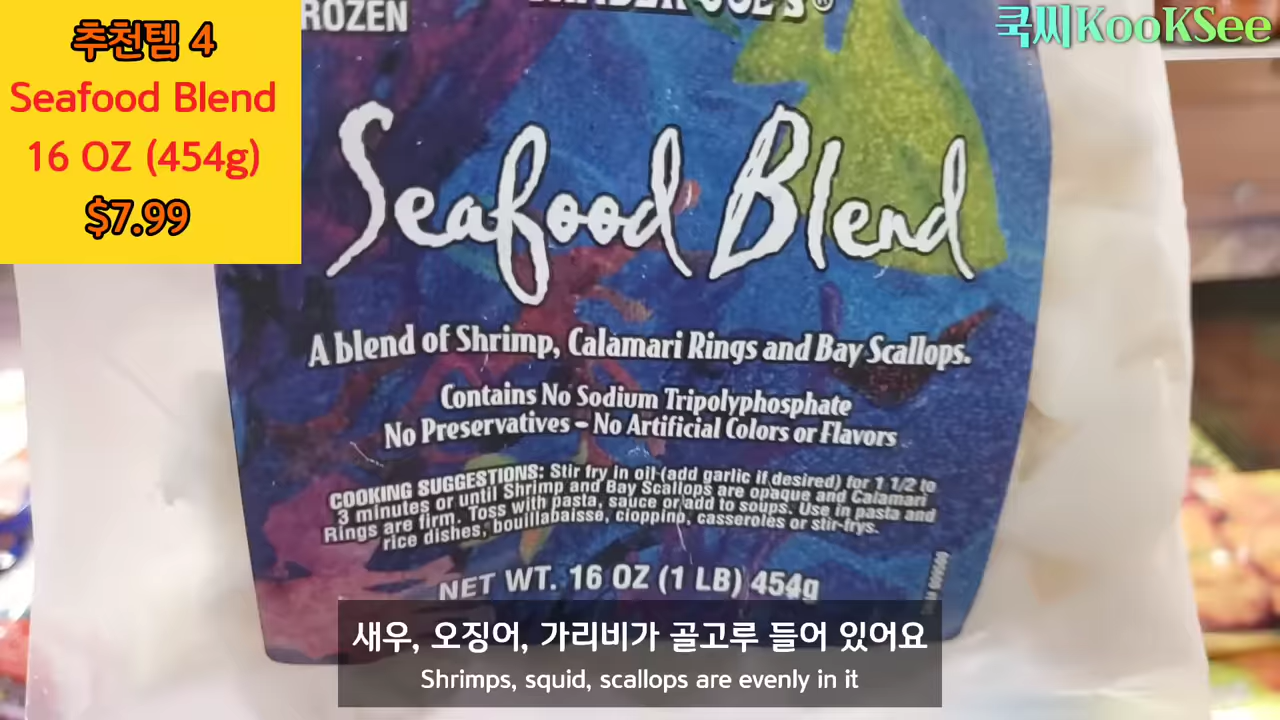 추천템 4
Seafood Blend
16 OZ (454g)
$7.99
쿡씨KooKSee
Seafood Blend
A blend of Shrimp, Calamari Rings and Bay Scallops.
Contains No Sodium Tripolyphosphate
No Preservatives - No Artificial Colors or Flavors
COOKING SUGGESTIONS: Stir fry in oil (add garlic if desired) for 1 1/2 to
3 minutes or until Shrimp and Bay Scallops are opaque and Calamari
Rings are firm. Toss with pasta, sauce or add to soups. Use in pasta and
rice dishes, bouillabaisse, cioppino, casseroles or stir-frys.
NET WT. 16 OZ (1 LB) 454g
새우, 오징어, 가리비가 골고루 들어 있어요
Shrimps, squid, scallops are evenly in it